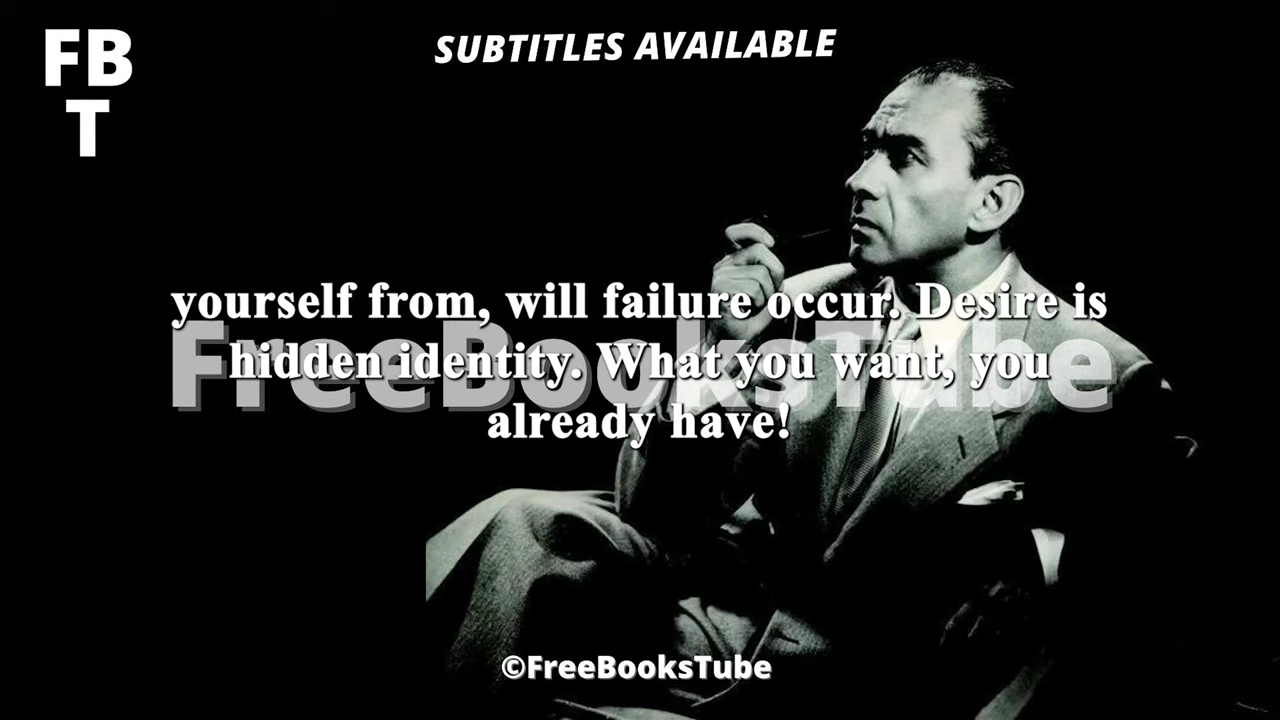 FB
T
SUBTITLES AVAILABLE
yourself from, will failure occur. Desire is
hidden identity. What you want, you
already have!
FreeBooksTube
©FreeBooksTube